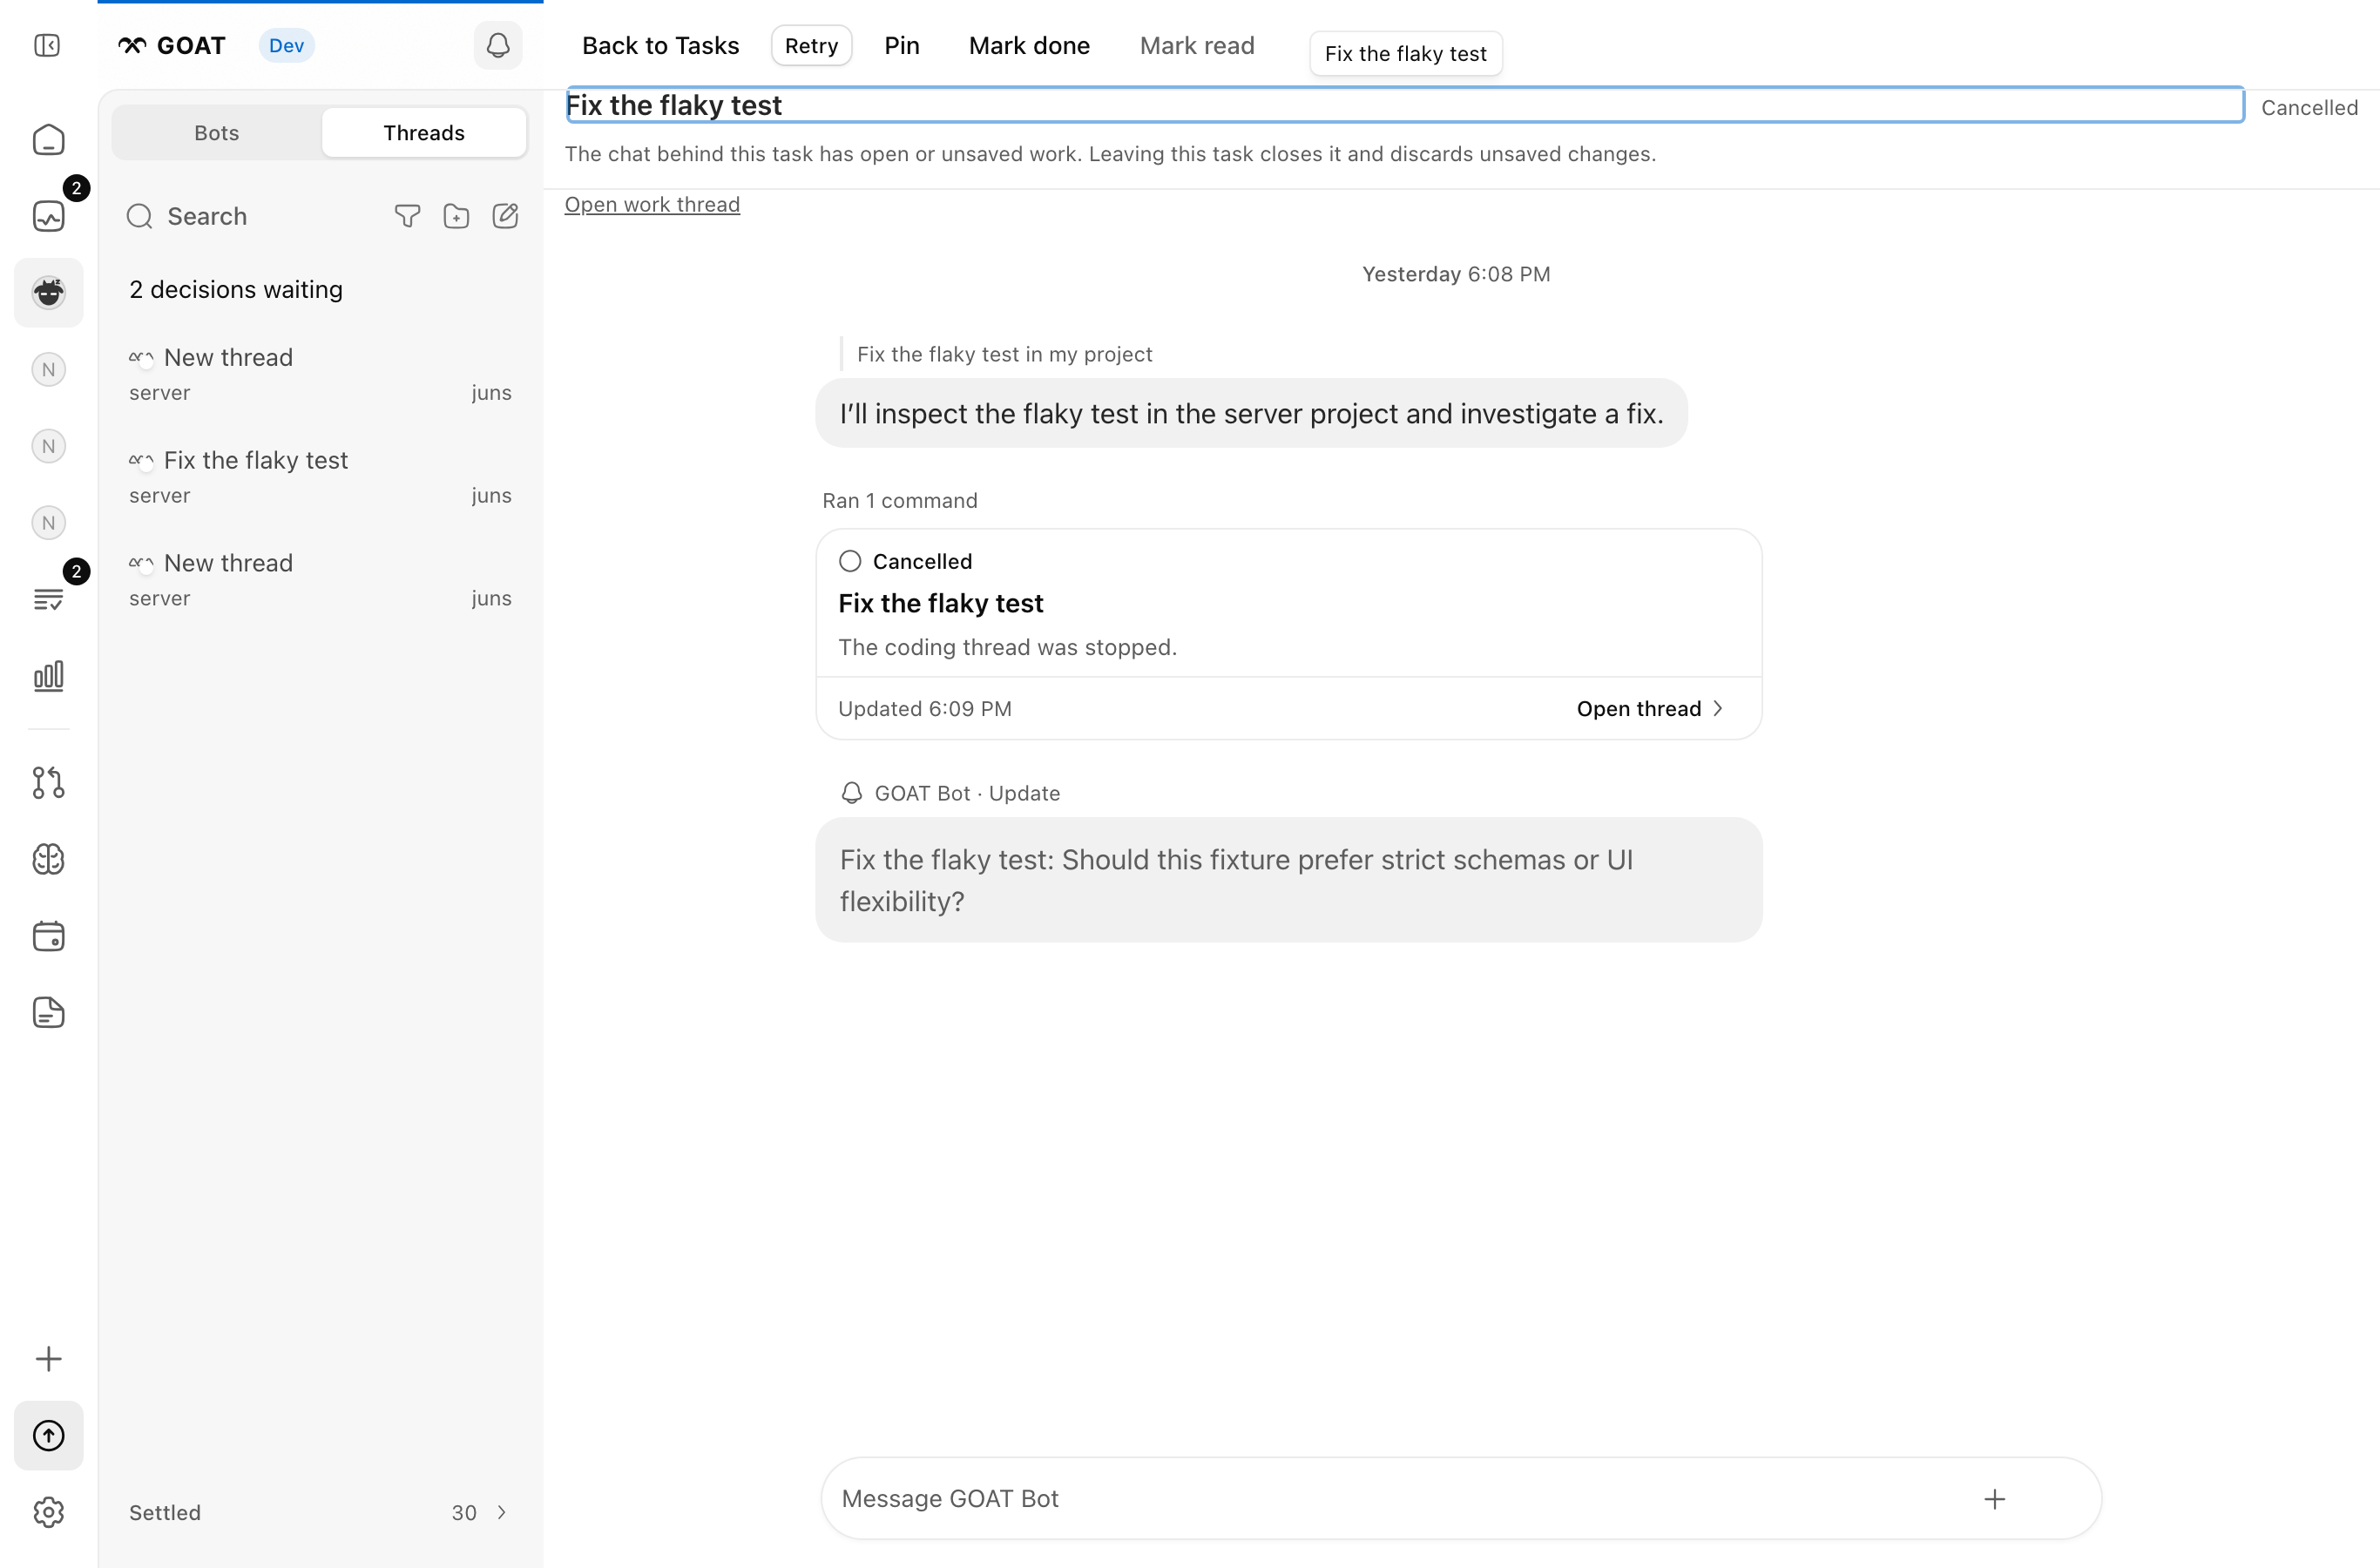 GOAT
Dev
Back to Tasks
Retry
Pin
Mark done
Mark read
Fix the flaky test
Bots
Threads
Fix the flaky test
Cancelled
The chat behind this task has open or unsaved work. Leaving this task closes it and discards unsaved changes.
Open work thread
2
Search
2 decisions waiting
New thread
server
juns
N
Fix the flaky test
server
juns
N
New thread
server
juns
N
2
Yesterday 6:08 PM
Fix the flaky test in my project
I’ll inspect the flaky test in the server project and investigate a fix.
Ran 1 command
Cancelled
Fix the flaky test
The coding thread was stopped.
Updated 6:09 PM
Open thread
GOAT Bot · Update
Fix the flaky test: Should this fixture prefer strict schemas or UI
flexibility?
Message GOAT Bot
Settled
30